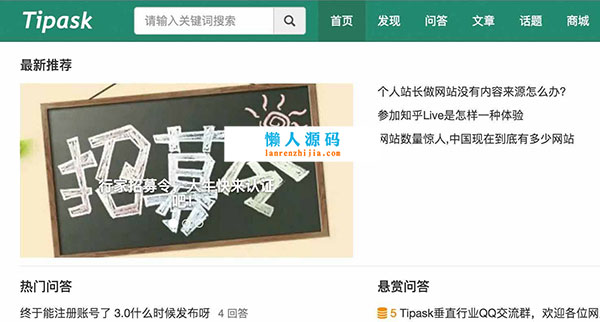 Tipask
请输入关键词搜索
首页 发现 问答 文章 话题 商城
最新推荐
招募令
行家招募令，大牛快来认证
吧！
懒人源码
lanrenzhijia.com
个人站长做网站没有内容来源怎么办?
参加知乎Live是怎样一种体验
网站数量惊人,中国现在到底有多少网站
热门问答
终于能注册账号了 3.0什么时候发布呀 4 回答
悬赏问答
5 Tipask垂直行业QQ交流群，欢迎各位网